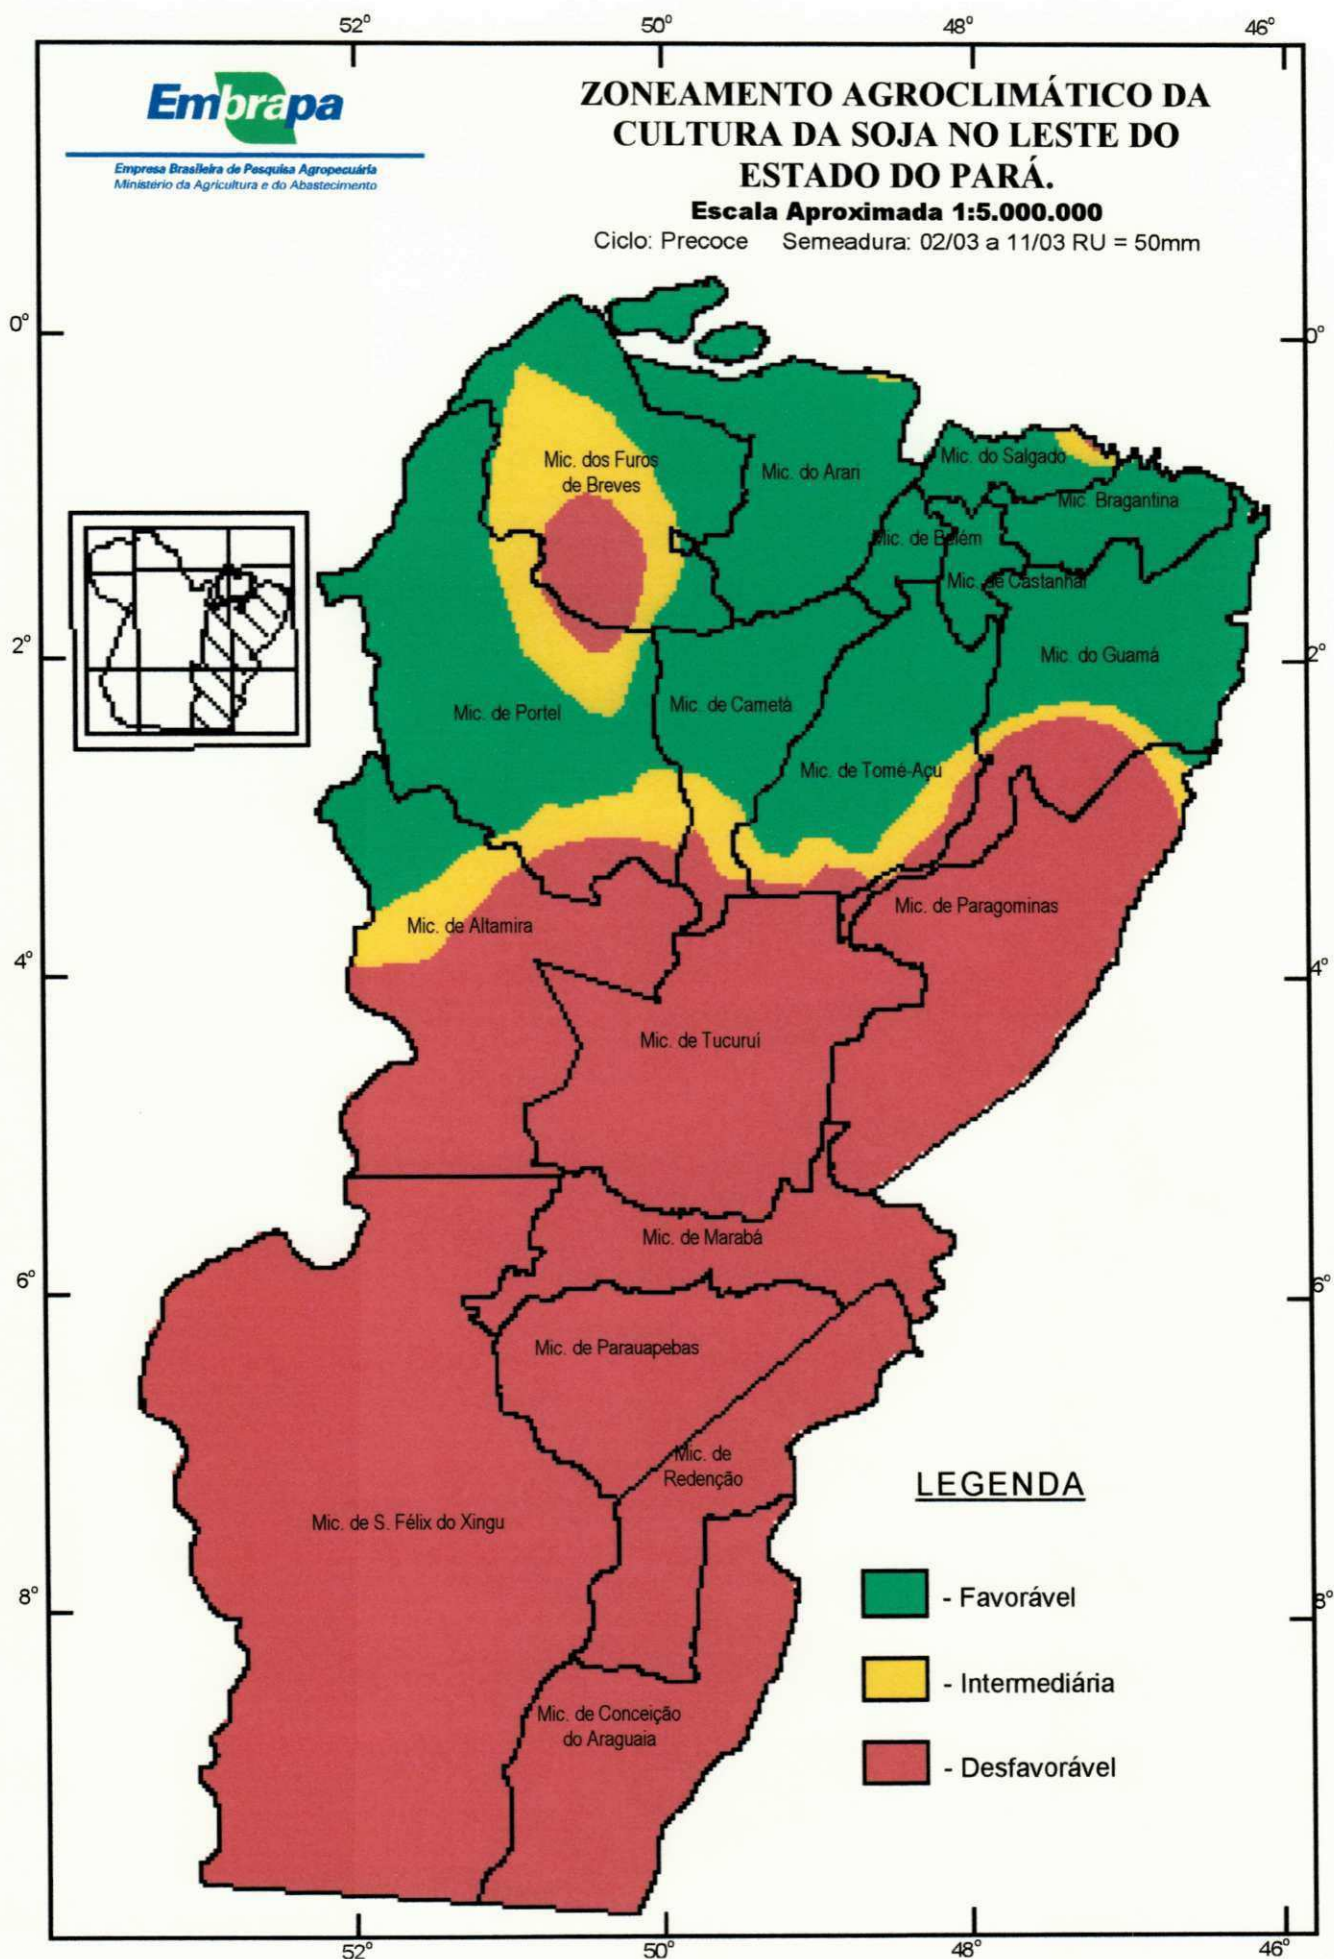 52°
50°
48°
46°
Embrapa
Empresa Brasileira de Pesquisa Agropecuária
Ministério da Agricultura e do Abastecimento
ZONEAMENTO AGROCLIMÁTICO DA
CULTURA DA SOJA NO LESTE DO
ESTADO DO PARÁ.
Escala Aproximada 1:5.000.000
Ciclo: Precoce Semeadura: 02/03 a 11/03 RU = 50mm
0°
0°
Mic. dos Furos
de Breves
Mic. do Arari
Mic. do Salgado
Mic. Bragantina
Mic. de Belém
Mic. de Castanhal
2°
2°
Mic. do Guamá
Mic. de Portel
Mic. de Cametá
Mic. de Tomé-Açu
Mic. de Altamira
Mic. de Paragominas
4°
4°
Mic. de Tucuruí
Mic. de Marabá
6°
6°
Mic. de Parauapebas
Mic. de
Redenção
Mic. de S. Félix do Xingu
LEGENDA
8°
8°
- Favorável
- Intermediária
- Desfavorável
Mic. de Conceição
do Araguaia
52°
50°
48°
46°